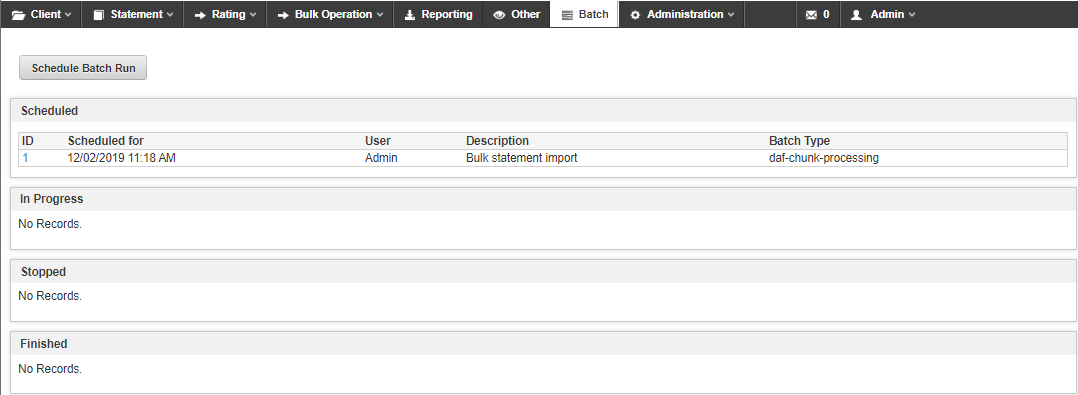 Client Statement Rating Bulk Operation Reporting Other Batch Administration 0 Admin
Schedule Batch Run
Scheduled
ID Scheduled for User Description Batch Type
1 12/02/2019 11:18 AM Admin Bulk statement import daf-chunk-processing
In Progress
No Records.
Stopped
No Records.
Finished
No Records.